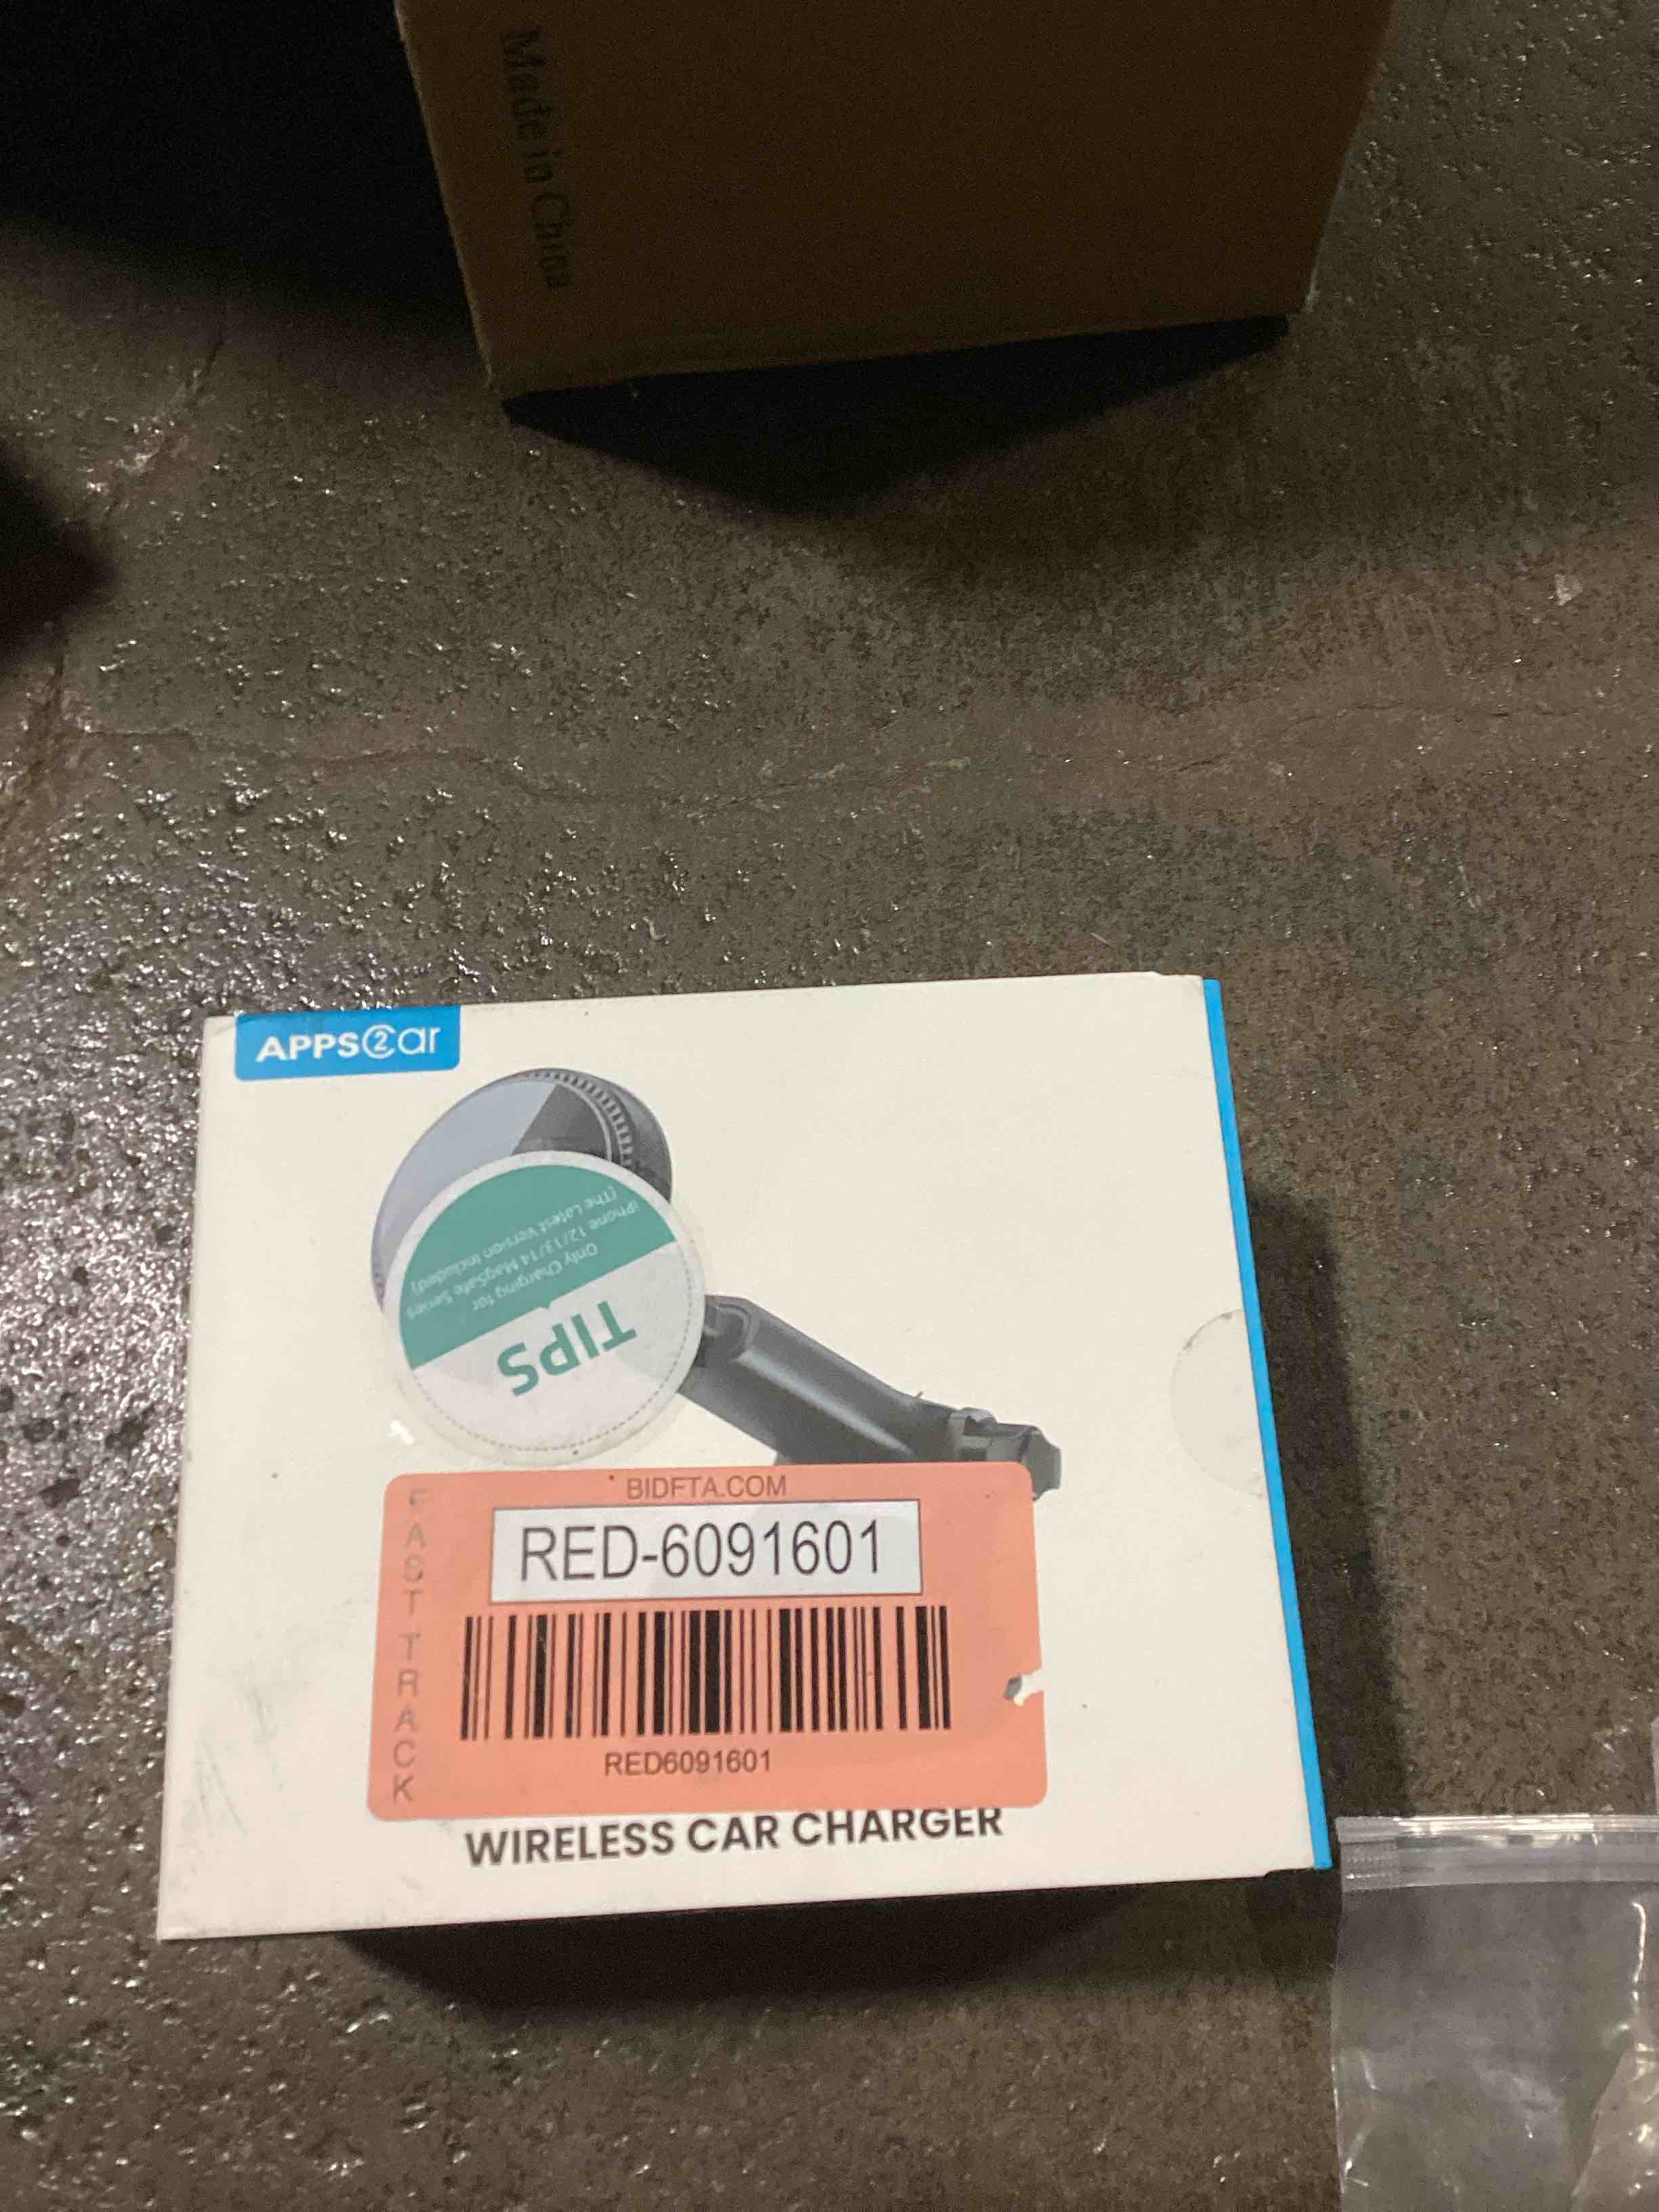 Made in China
APPS2Car
TIPS
Only Charging for
iPhone 12/13/14 MagSafe Series
(The Latest Version Included)
BIDFTA.COM
FAST TRACK
RED-6091601
RED6091601
WIRELESS CAR CHARGER